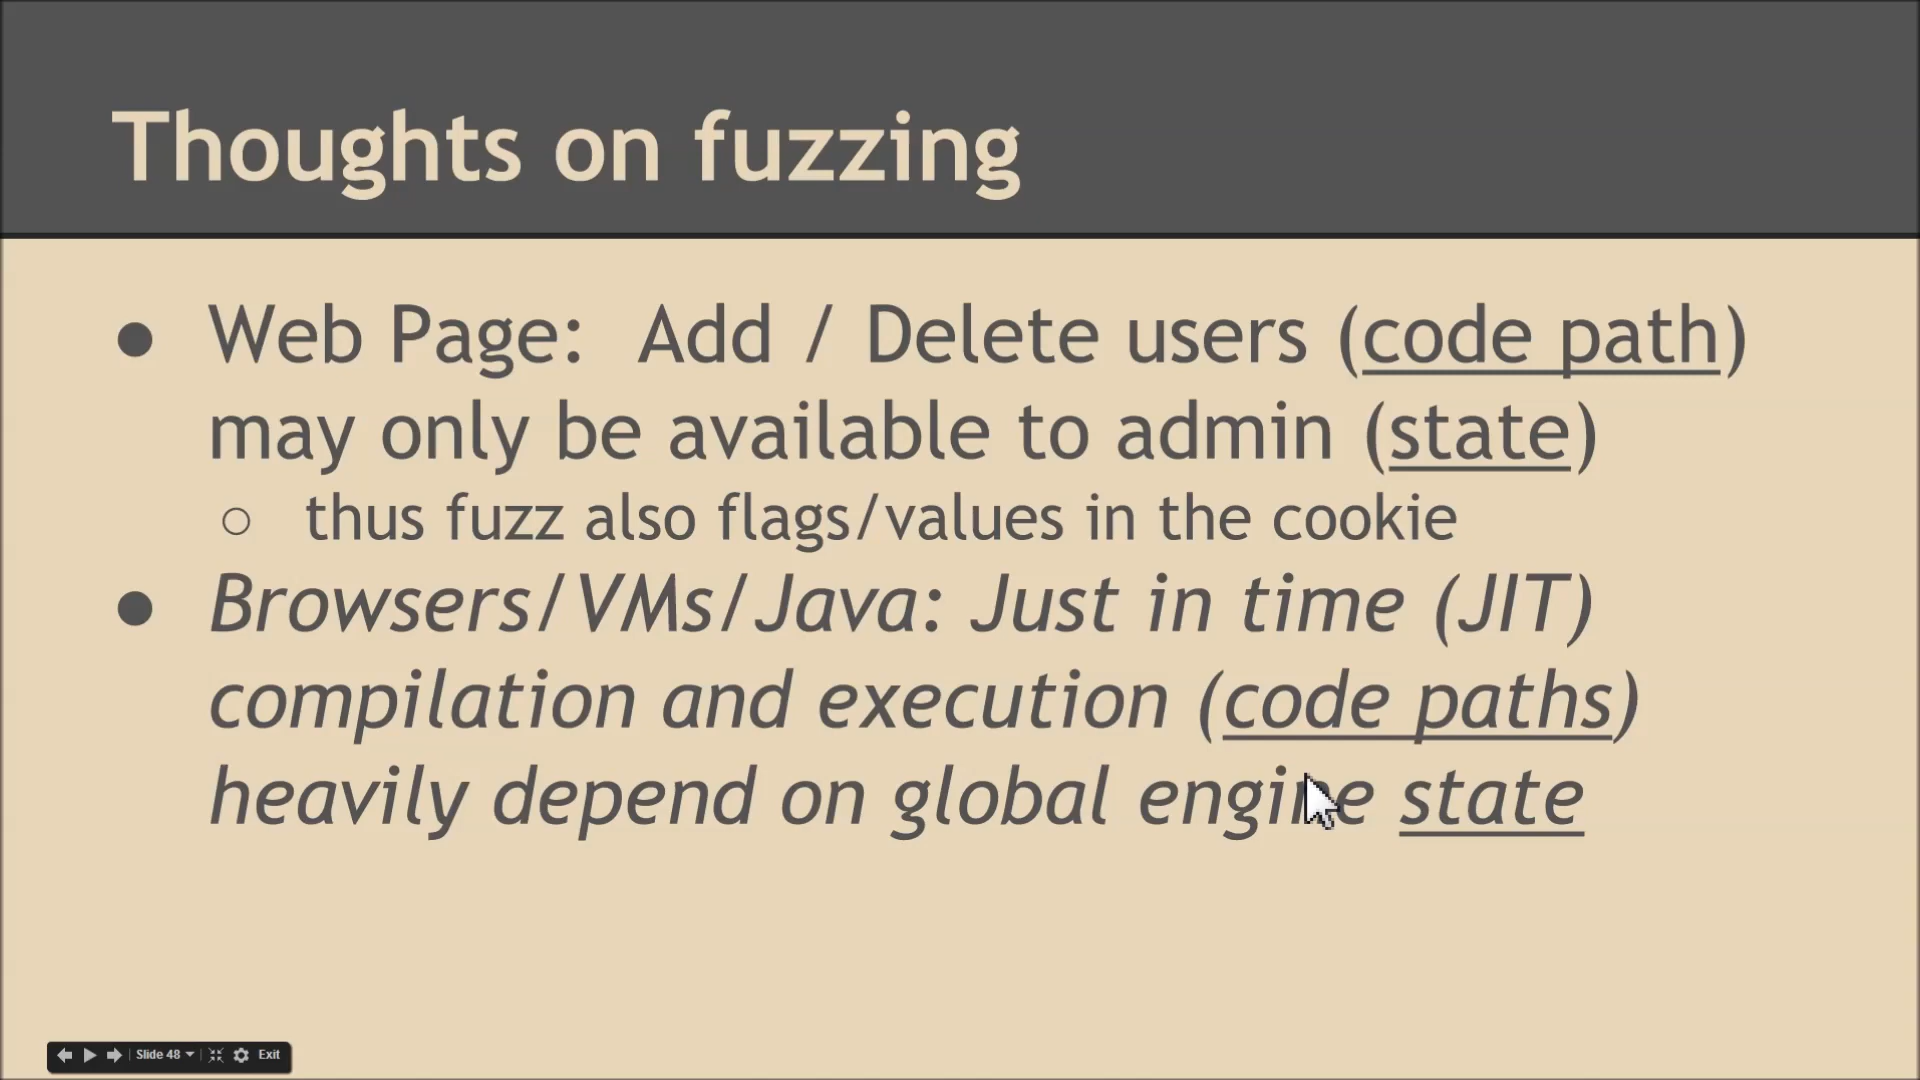 Thoughts on fuzzing
● Web Page:  Add / Delete users (code path)
may only be available to admin (state)
○ thus fuzz also flags/values in the cookie
● Browsers/VMs/Java: Just in time (JIT)
compilation and execution (code paths)
heavily depend on global engine state
Slide 48 Exit